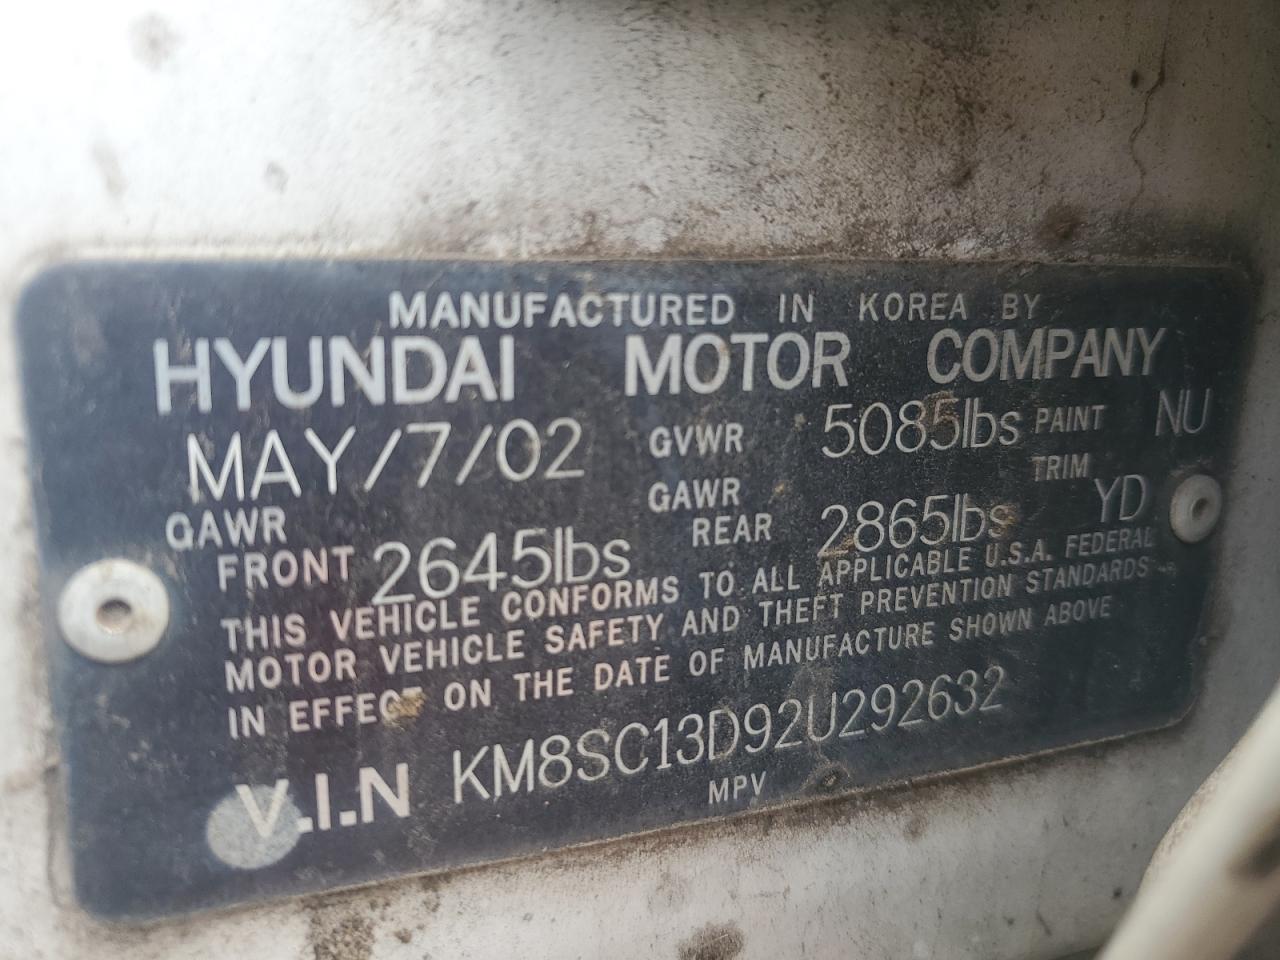 MANUFACTURED IN KOREA BY
HYUNDAI MOTOR COMPANY
MAY/7/02 GVWR 5085lbs PAINT NU
GAWR FRONT 2645lbs GAWR REAR 2865lbs TRIM YD
THIS VEHICLE CONFORMS TO ALL APPLICABLE U.S.A. FEDERAL
MOTOR VEHICLE SAFETY AND THEFT PREVENTION STANDARDS
IN EFFECT ON THE DATE OF MANUFACTURE SHOWN ABOVE
V.I.N KM8SC13D92U292632
MPV